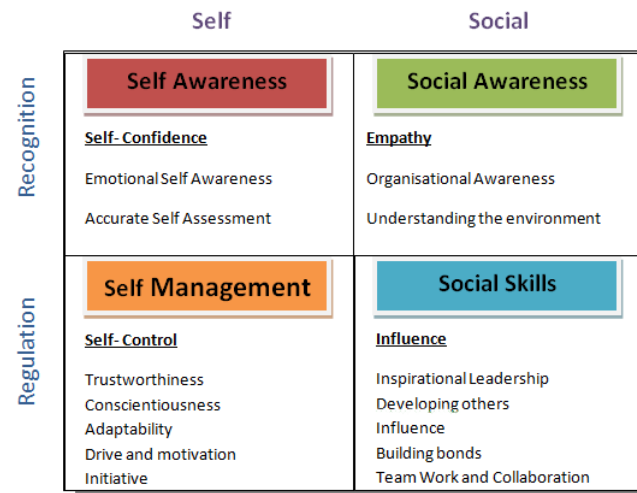 Self
Social
Recognition
Self Awareness
Self- Confidence
Emotional Self Awareness
Accurate Self Assessment
Social Awareness
Empathy
Organisational Awareness
Understanding the environment
Regulation
Self Management
Self- Control
Trustworthiness
Conscientiousness
Adaptability
Drive and motivation
Initiative
Social Skills
Influence
Inspirational Leadership
Developing others
Influence
Building bonds
Team Work and Collaboration